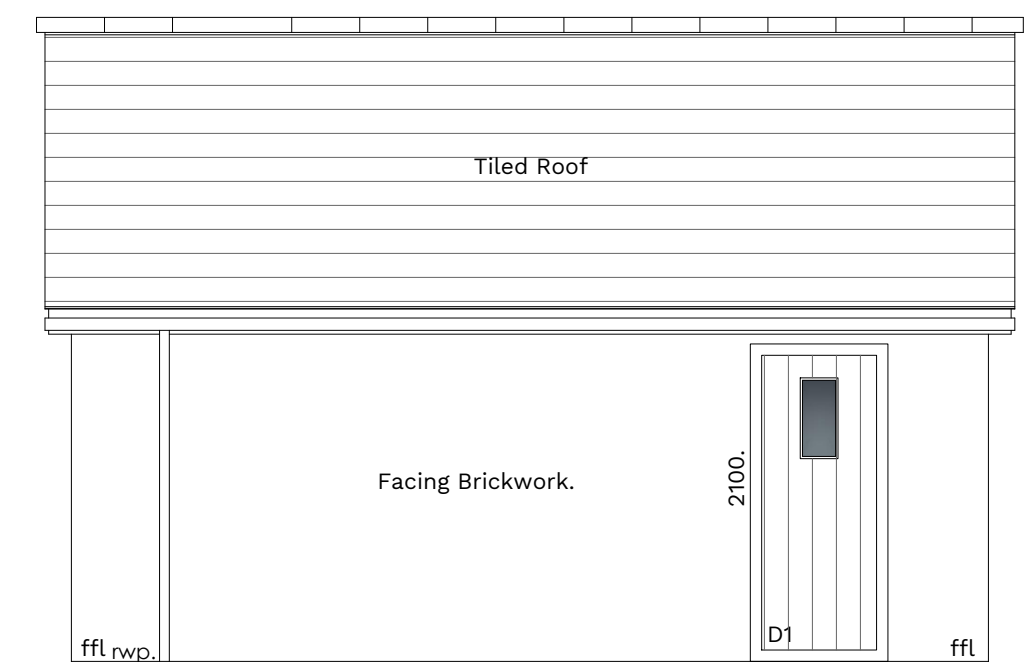 Tiled Roof
Facing Brickwork.
2100.
D1
ffl rwp.
ffl